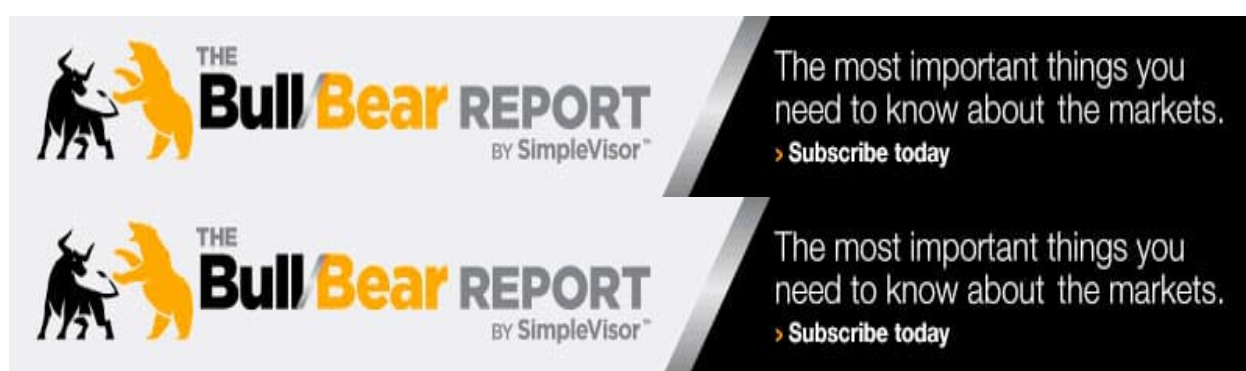 THE
Bull/Bear REPORT
BY SimpleVisor™
The most important things you
need to know about the markets.
› Subscribe today
THE
Bull/Bear REPORT
BY SimpleVisor™
The most important things you
need to know about the markets.
› Subscribe today